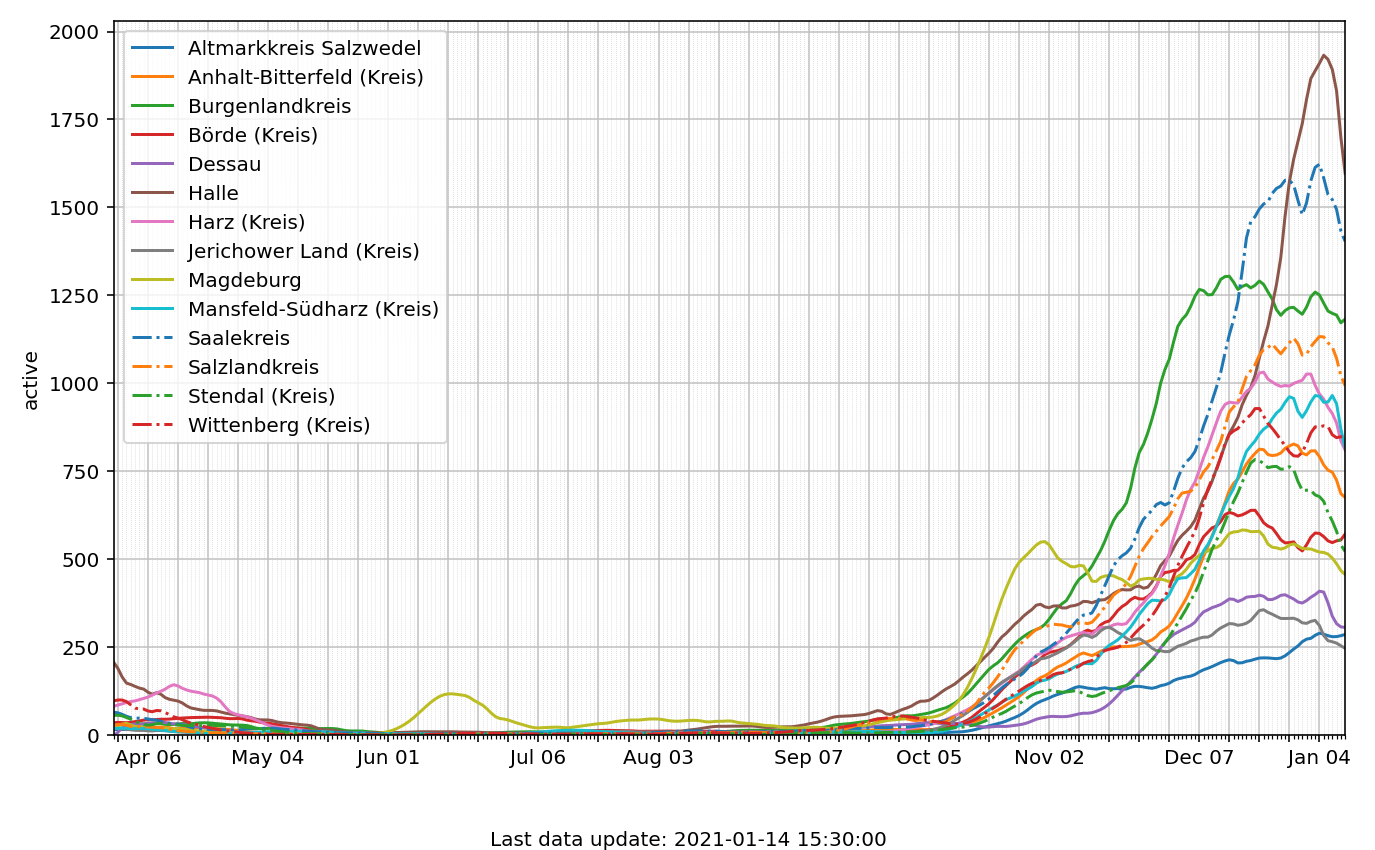 2000
1750
1500
1250
1000
750
500
250
0
active
Altmarkkreis Salzwedel
Anhalt-Bitterfeld (Kreis)
Burgenlandkreis
Börde (Kreis)
Dessau
Halle
Harz (Kreis)
Jerichower Land (Kreis)
Magdeburg
Mansfeld-Südharz (Kreis)
Saalekreis
Salzlandkreis
Stendal (Kreis)
Wittenberg (Kreis)
Apr 06 May 04 Jun 01 Jul 06 Aug 03 Sep 07 Oct 05 Nov 02 Dec 07 Jan 04
Last data update: 2021-01-14 15:30:00